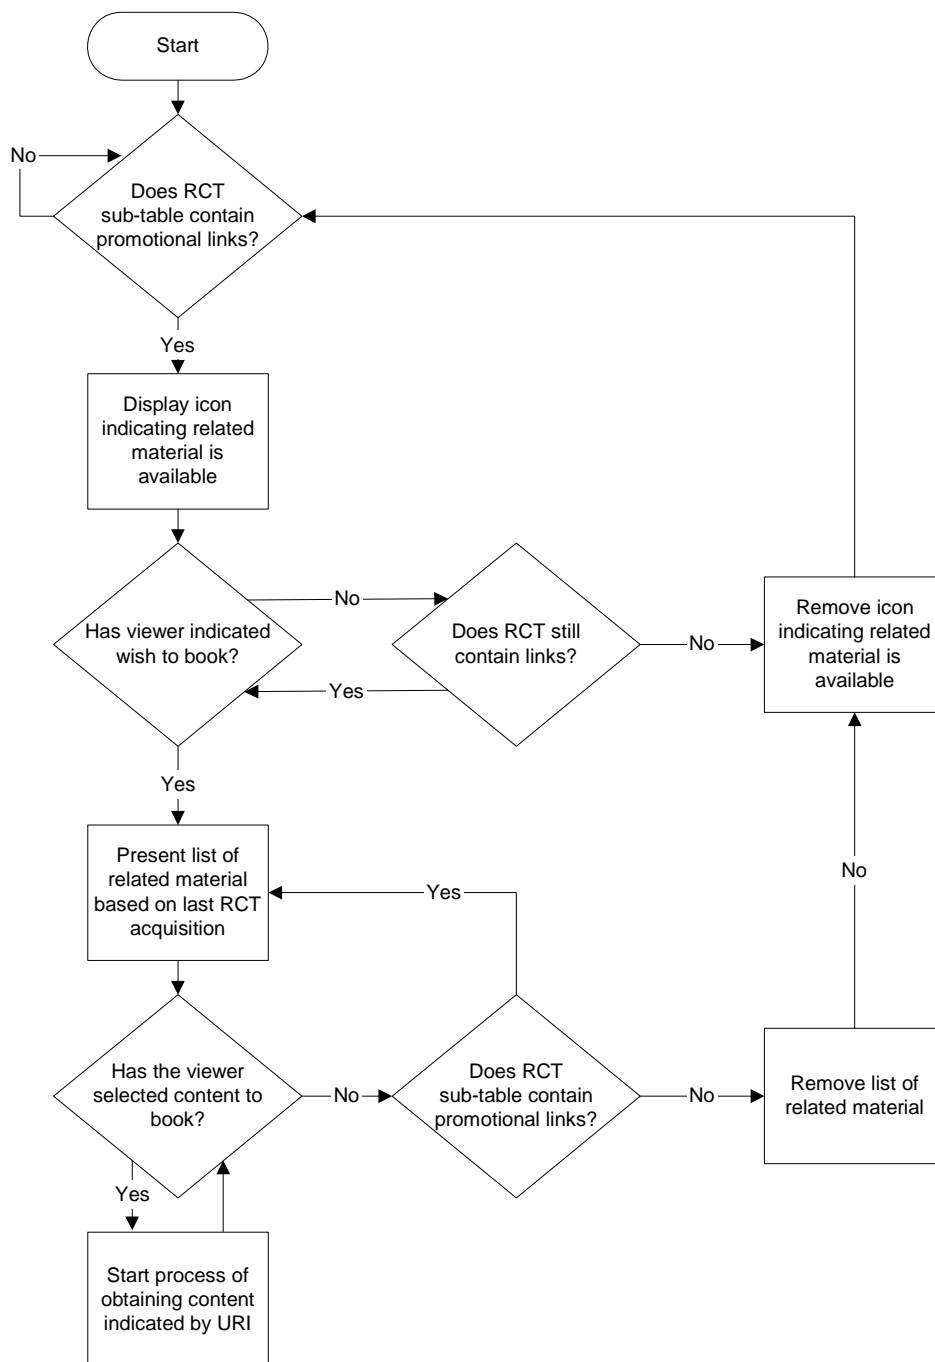 Start
No
Does RCT
sub-table contain
promotional links?
Yes
Display icon
indicating related
material is
available
Has viewer indicated
wish to book?
No
Yes
Does RCT still
contain links?
No
Remove icon
indicating related
material is
available
Yes
Present list of
related material
based on last RCT
acquisition
Yes
No
Has the viewer
selected content to
book?
No
Does RCT
sub-table contain
promotional links?
No
Remove list of
related material
Yes
Start process of
obtaining content
indicated by URI